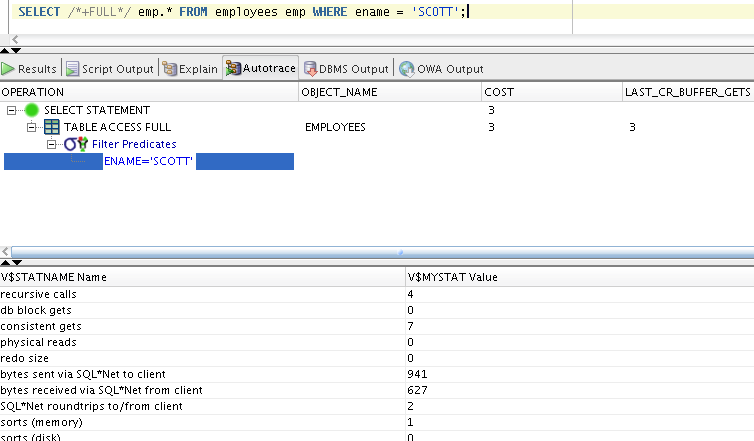 SELECT /*+FULL*/ emp.* FROM employees emp WHERE ename = 'SCOTT';
Results Script Output Explain Autotrace DBMS Output OWA Output
OPERATION OBJECT_NAME COST LAST_CR_BUFFER_GETS
SELECT STATEMENT 3
TABLE ACCESS FULL EMPLOYEES 3 3
Filter Predicates
ENAME='SCOTT'
V$STATNAME Name V$MYSTAT Value
recursive calls 4
db block gets 0
consistent gets 7
physical reads 0
redo size 0
bytes sent via SQL*Net to client 941
bytes received via SQL*Net from client 627
SQL*Net roundtrips to/from client 2
sorts (memory) 1
sorts (disk) 0